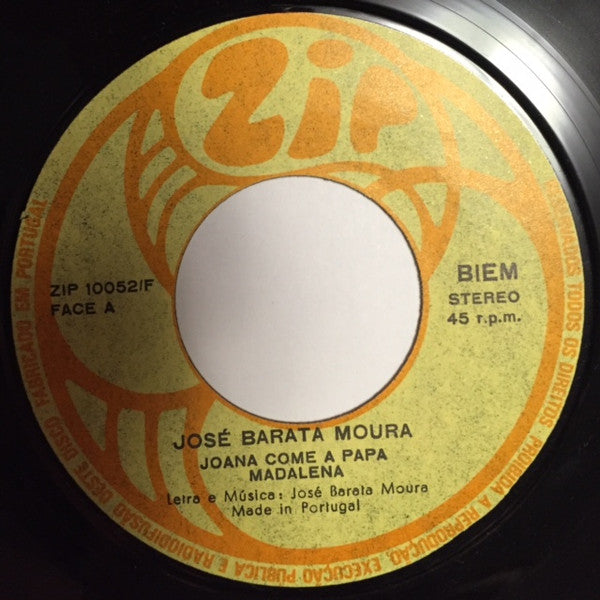 Zip
ZIP 10052/F
FACE A
BIEM
STEREO
45 r.p.m.
JOSÉ BARATA MOURA
JOANA COME A PAPA
MADALENA
Letra e Música: José Barata Moura
Made in Portugal
DISCO FABRICADO EM PORTUGAL
TODOS OS DIREITOS PROIBIDA A REPRODUÇÃO, EXECUÇÃO PÚBLICA E RADIODIFUSÃO DESTE